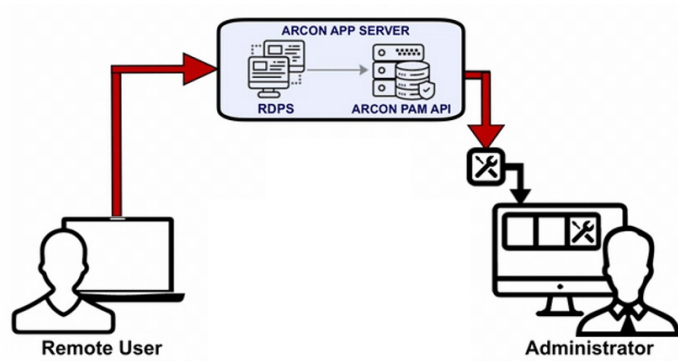 ARCON APP SERVER
RDPS
ARCON PAM API
Remote User
Administrator